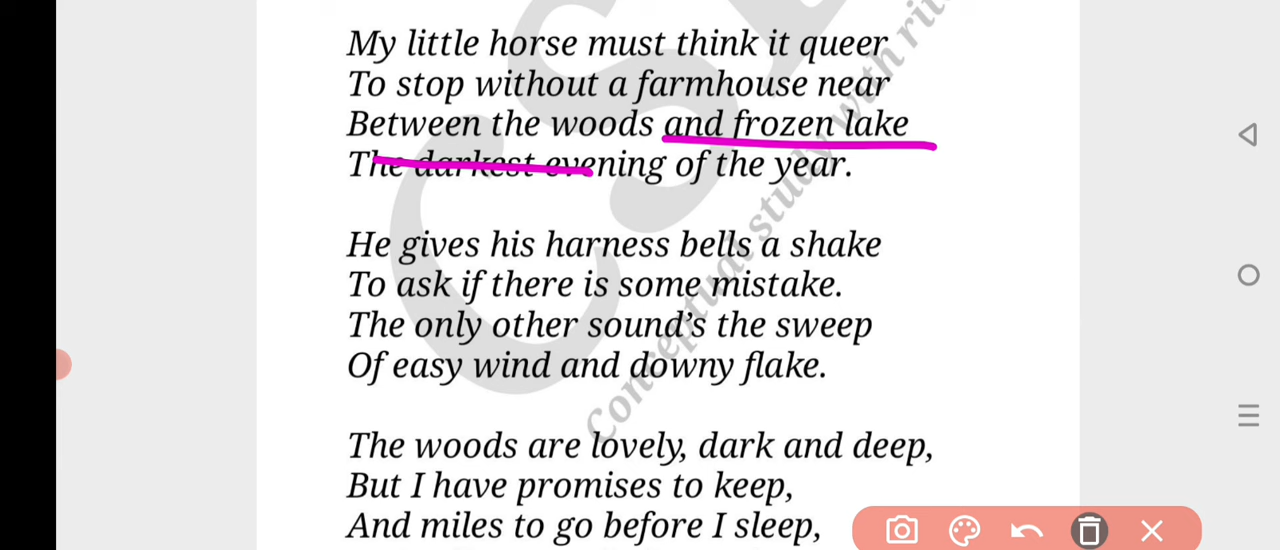 My little horse must think it queer
To stop without a farmhouse near
Between the woods and frozen lake
The darkest evening of the year.
He gives his harness bells a shake
To ask if there is some mistake.
The only other sound’s the sweep
Of easy wind and downy flake.
The woods are lovely, dark and deep,
But I have promises to keep,
And miles to go before I sleep,
Conceptual study with